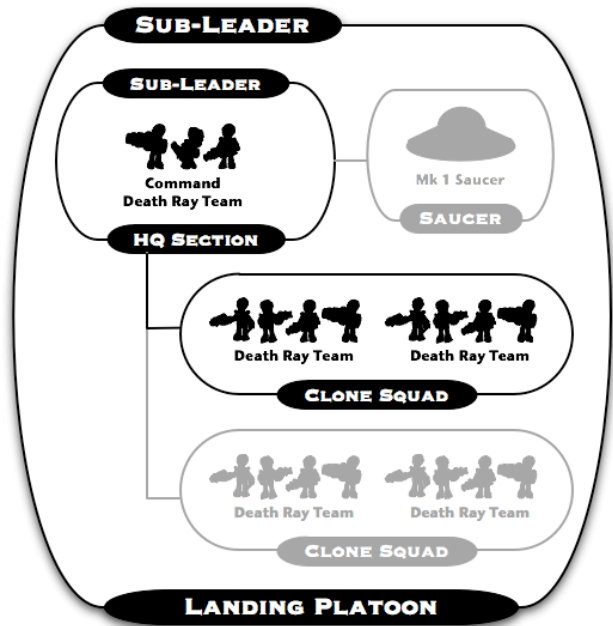 Sub-Leader
Sub-Leader
Command
Death Ray Team
HQ Section
Mk 1 Saucer
Saucer
Death Ray Team
Death Ray Team
Clone Squad
Death Ray Team
Death Ray Team
Clone Squad
Landing Platoon